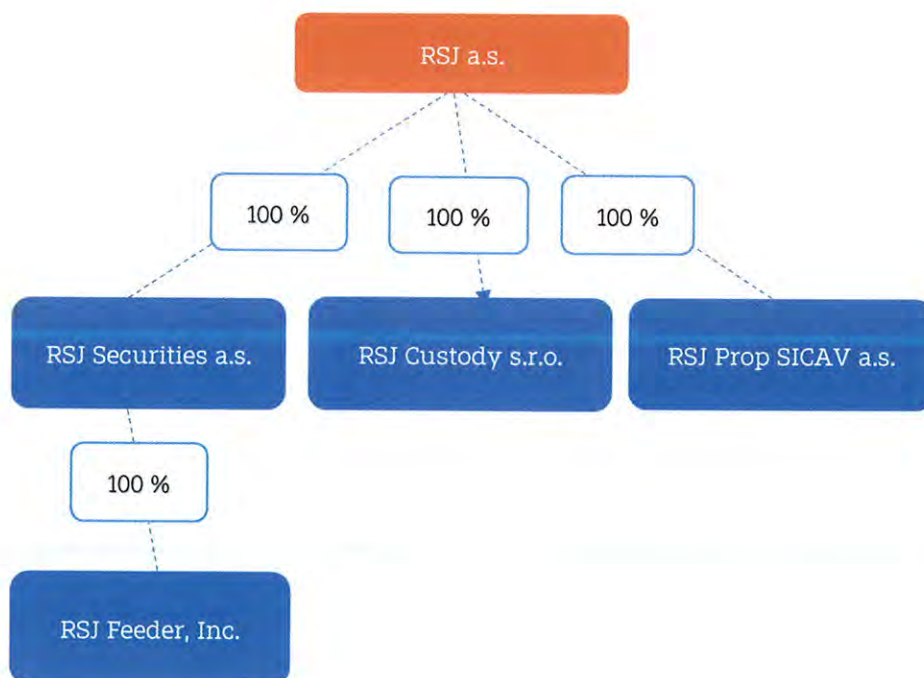 RSJ a.s.
100 %
100 %
100 %
RSJ Securities a.s.
RSJ Custody s.r.o.
RSJ Prop SICAV a.s.
100 %
RSJ Feeder, Inc.